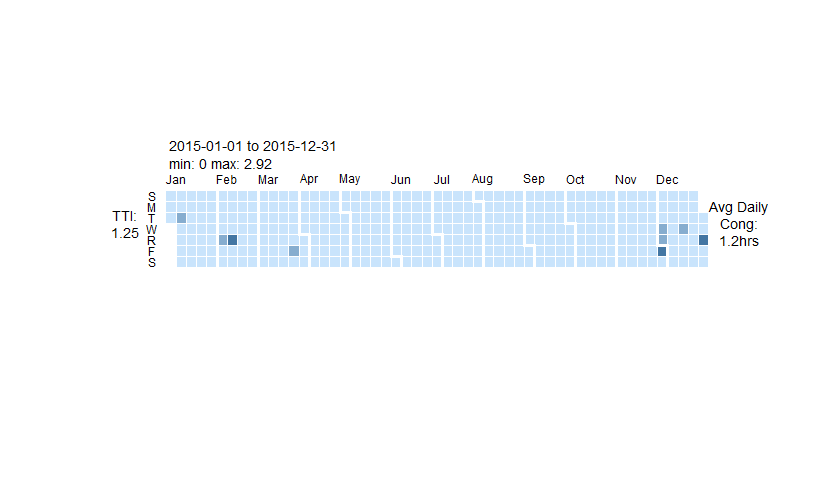 2015-01-01 to 2015-12-31
min: 0 max: 2.92
Jan Feb Mar Apr May Jun Jul Aug Sep Oct Nov Dec
S
M
T
W
R
F
S
TTI:
1.25
Avg Daily
Cong:
1.2hrs